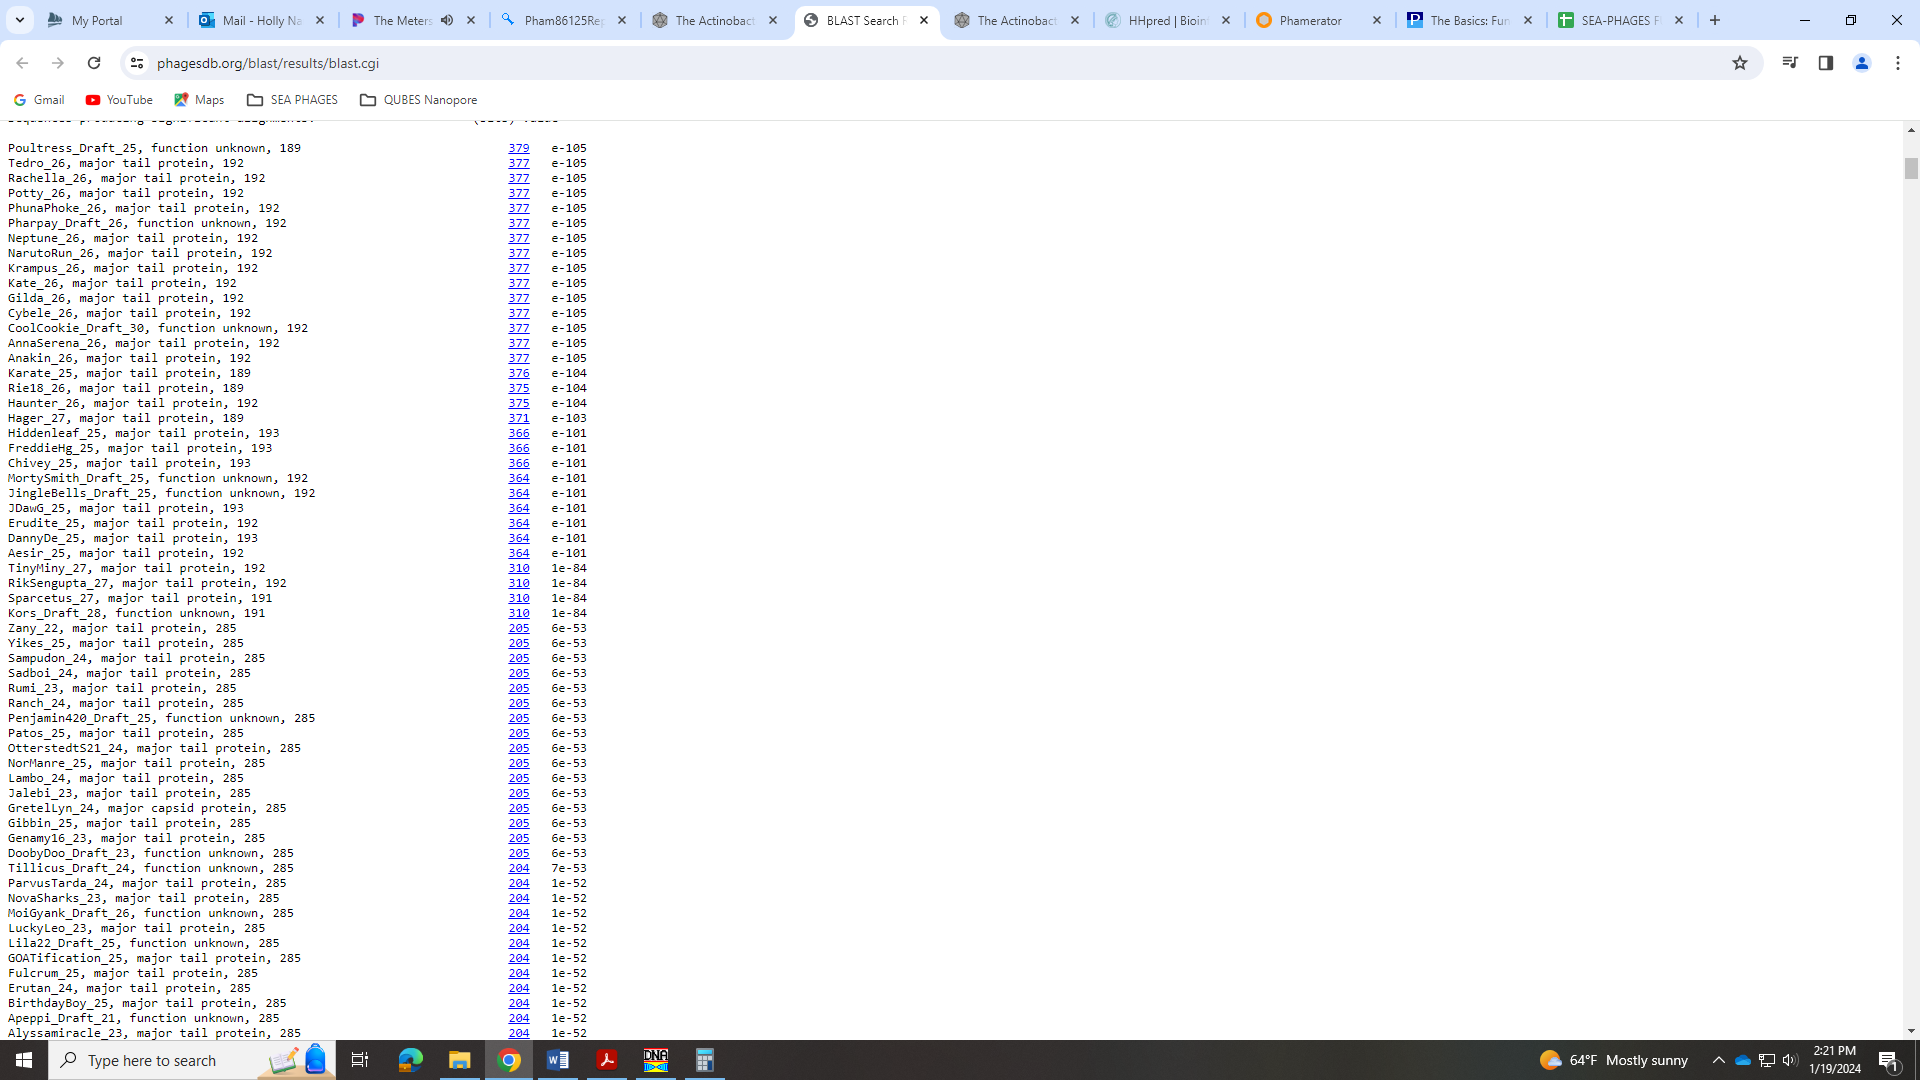 My Portal
Mail - Holly Na
The Meters
Pham86125Rep
The Actinobact
BLAST Search R
The Actinobact
HHpred | Bioinf
Phamerator
The Basics: Fun
SEA-PHAGES F
phagesdb.org/blast/results/blast.cgi
Gmail YouTube Maps SEA PHAGES QUBES Nanopore
Sequences producing significant alignments: (bits) Value
Poultress_Draft_25, function unknown, 189 379 e-105
Tedro_26, major tail protein, 192 377 e-105
Rachella_26, major tail protein, 192 377 e-105
Potty_26, major tail protein, 192 377 e-105
PhunaPhoke_26, major tail protein, 192 377 e-105
Pharpay_Draft_26, function unknown, 192 377 e-105
Neptune_26, major tail protein, 192 377 e-105
NarutoRun_26, major tail protein, 192 377 e-105
Krampus_26, major tail protein, 192 377 e-105
Kate_26, major tail protein, 192 377 e-105
Gilda_26, major tail protein, 192 377 e-105
Cybele_26, major tail protein, 192 377 e-105
CoolCookie_Draft_30, function unknown, 192 377 e-105
AnnaSerena_26, major tail protein, 192 377 e-105
Anakin_26, major tail protein, 192 377 e-105
Karate_25, major tail protein, 189 376 e-104
Rie18_26, major tail protein, 189 375 e-104
Haunter_26, major tail protein, 192 375 e-104
Hager_27, major tail protein, 189 371 e-103
Hiddenleaf_25, major tail protein, 193 366 e-101
FreddieHg_25, major tail protein, 193 366 e-101
Chivey_25, major tail protein, 193 366 e-101
MortySmith_Draft_25, function unknown, 192 364 e-101
JingleBells_Draft_25, function unknown, 192 364 e-101
JDawG_25, major tail protein, 193 364 e-101
Erudite_25, major tail protein, 192 364 e-101
DannyDe_25, major tail protein, 193 364 e-101
Aesir_25, major tail protein, 192 364 e-101
TinyMiny_27, major tail protein, 192 310 1e-84
RikSengupta_27, major tail protein, 192 310 1e-84
Sparcetus_27, major tail protein, 191 310 1e-84
Kors_Draft_28, function unknown, 191 310 1e-84
Zany_22, major tail protein, 285 205 6e-53
Yikes_25, major tail protein, 285 205 6e-53
Sampudon_24, major tail protein, 285 205 6e-53
Sadboi_24, major tail protein, 285 205 6e-53
Rumi_23, major tail protein, 285 205 6e-53
Ranch_24, major tail protein, 285 205 6e-53
Penjamin420_Draft_25, function unknown, 285 205 6e-53
Patos_25, major tail protein, 285 205 6e-53
OtterstedtS21_24, major tail protein, 285 205 6e-53
NorManre_25, major tail protein, 285 205 6e-53
Lambo_24, major tail protein, 285 205 6e-53
Jalebi_23, major tail protein, 285 205 6e-53
GretelLyn_24, major capsid protein, 285 205 6e-53
Gibbin_25, major tail protein, 285 205 6e-53
Genamy16_23, major tail protein, 285 205 6e-53
DoobyDoo_Draft_23, function unknown, 285 205 6e-53
Tillicus_Draft_24, function unknown, 285 204 7e-53
ParvusTarda_24, major tail protein, 285 204 1e-52
NovaSharks_23, major tail protein, 285 204 1e-52
MoiGyank_Draft_26, function unknown, 285 204 1e-52
LuckyLeo_23, major tail protein, 285 204 1e-52
Lila22_Draft_25, function unknown, 285 204 1e-52
GOATification_25, major tail protein, 285 204 1e-52
Fulcrum_25, major tail protein, 285 204 1e-52
Erutan_24, major tail protein, 285 204 1e-52
BirthdayBoy_25, major tail protein, 285 204 1e-52
Apeppi_Draft_21, function unknown, 285 204 1e-52
Alyssamiracle_23, major tail protein, 285 204 1e-52
Type here to search
DNA
64°F Mostly sunny
2:21 PM
1/19/2024
1